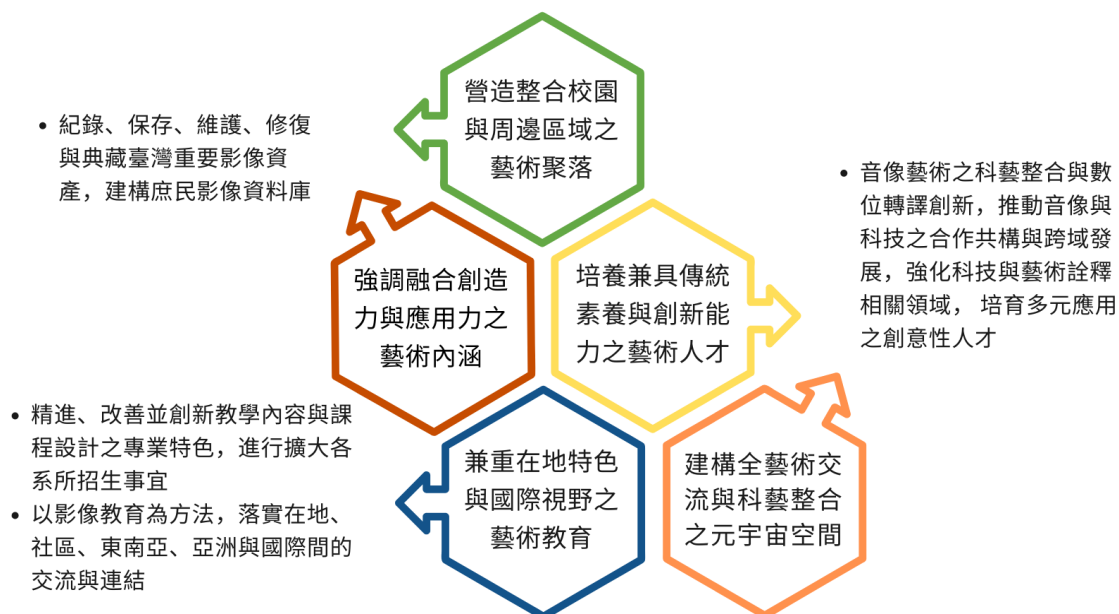 營造整合校園
與周邊區域之
藝術聚落
• 紀錄、保存、維護、修復
與典藏臺灣重要影像資
產，建構庶民影像資料庫
• 音像藝術之科藝整合與數
位轉譯創新，推動音像與
科技之合作共構與跨域發
展，強化科技與藝術詮釋
相關領域， 培育多元應用
之創意性人才
強調融合創造
力與應用力之
藝術內涵
培養兼具傳統
素養與創新能
力之藝術人才
• 精進、改善並創新教學內容與課
程設計之專業特色，進行擴大各
系所招生事宜
• 以影像教育為方法，落實在地、
社區、東南亞、亞洲與國際間的
交流與連結
兼重在地特色
與國際視野之
藝術教育
建構全藝術交
流與科藝整合
之元宇宙空間